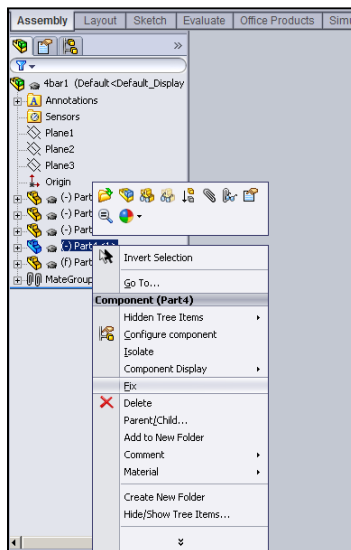 Assembly Layout Sketch Evaluate Office Products
4bar1 (Default<Default_Display
Annotations
Sensors
Plane1
Plane2
Plane3
Origin
(-) Part
(-) Part
(-) Part
(-) Part4<1>
(f) Part
MateGroup
Invert Selection
Go To...
Component (Part4)
Hidden Tree Items
Configure component
Isolate
Component Display
Fix
Delete
Parent/Child...
Add to New Folder
Comment
Material
Create New Folder
Hide/Show Tree Items...